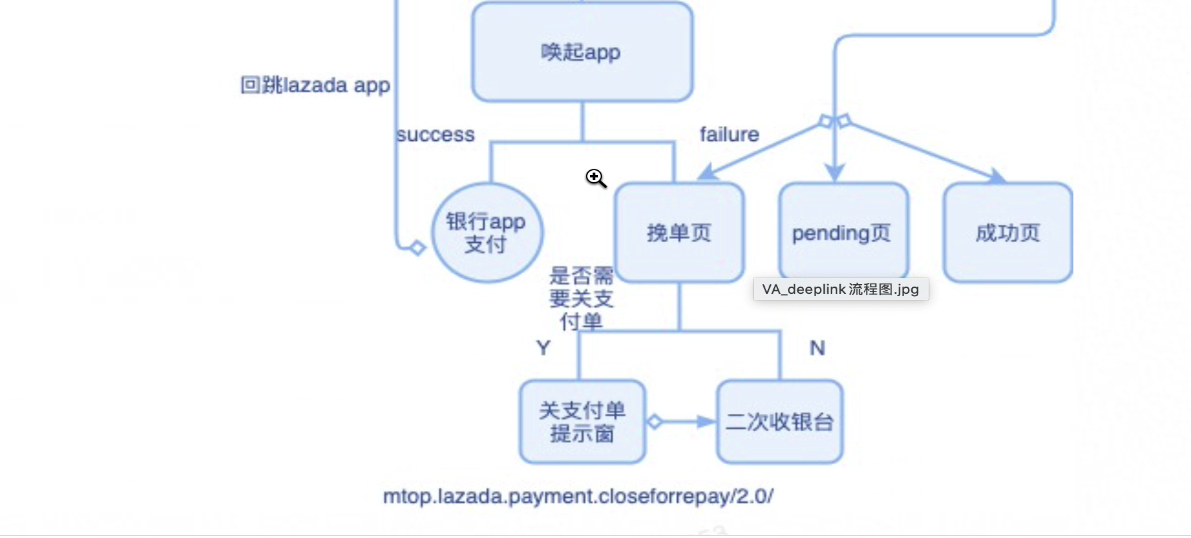 唤起app
回跳lazada app
success
failure
银行app
支付
挽单页
pending页
成功页
是否需
要关支
付单
VA_deeplink 流程图.jpg
Y
N
关支付单
提示窗
二次收银台
mtop.lazada.payment.closeforrepay/2.0/